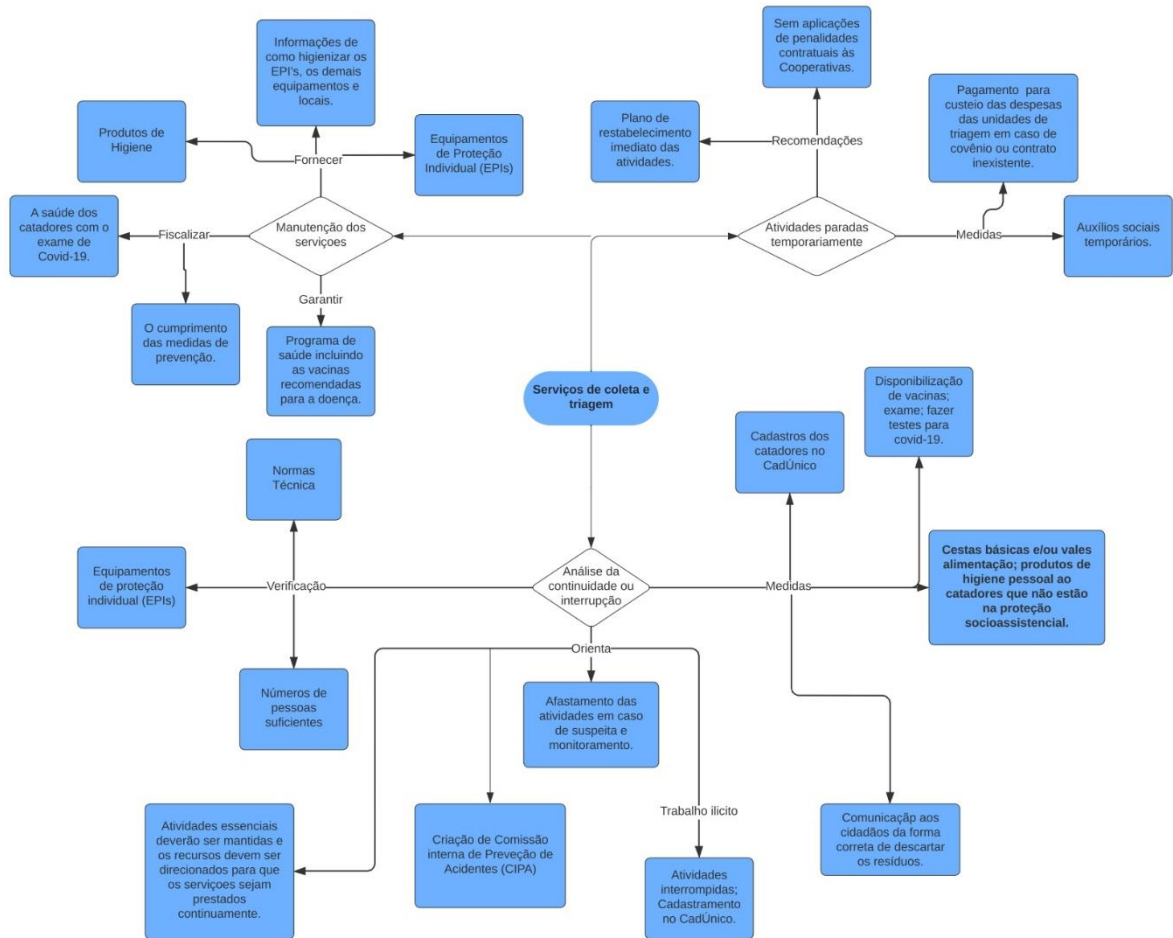 Informações de
como higienizar os
EPI's, os demais
equipamentos e
locais.
Produtos de
Higiene
Fornecer
Equipamentos
de Proteção
Individual (EPIs)
A saúde dos
catadores com o
exame de
Covid-19.
Fiscalizar
Manutenção dos
serviçoes
Garantir
O cumprimento
das medidas de
prevenção.
Programa de
saúde incluindo
as vacinas
recomendadas
para a doença.
Sem aplicações
de penalidades
contratuais às
Cooperativas.
Plano de
restabelecimento
imediato das
atividades.
Recomendações
Pagamento para
custeio das despesas
das unidades de
triagem em caso de
covênio ou contrato
inexistente.
Atividades paradas
temporariamente
Medidas
Auxílios sociais
temporários.
Serviços de coleta e
triagem
Disponibilização
de vacinas;
exame; fazer
testes para
covid-19.
Cadastros dos
catadores no
CadÚnico
Normas
Técnica
Equipamentos
de proteção
individual (EPIs)
Verificação
Análise da
continuidade ou
interrupção
Medidas
Cestas básicas e/ou vales
alimentação; produtos de
higiene pessoal ao
catadores que não estão
na proteção
socioassistencial.
Números de
pessoas
suficientes
Orienta
Afastamento das
atividades em caso
de suspeita e
monitoramento.
Trabalho ilicito
Atividades essenciais
deverão ser mantidas e
os recursos devem ser
direcionados para que
os serviçoes sejam
prestados
continuamente.
Criação de Comissão
interna de Preveção de
Acidentes (CIPA)
Atividades
interrompidas;
Cadastramento
no CadÚnico.
Comunicaçãp aos
cidadãos da forma
correta de descartar
os resíduos.